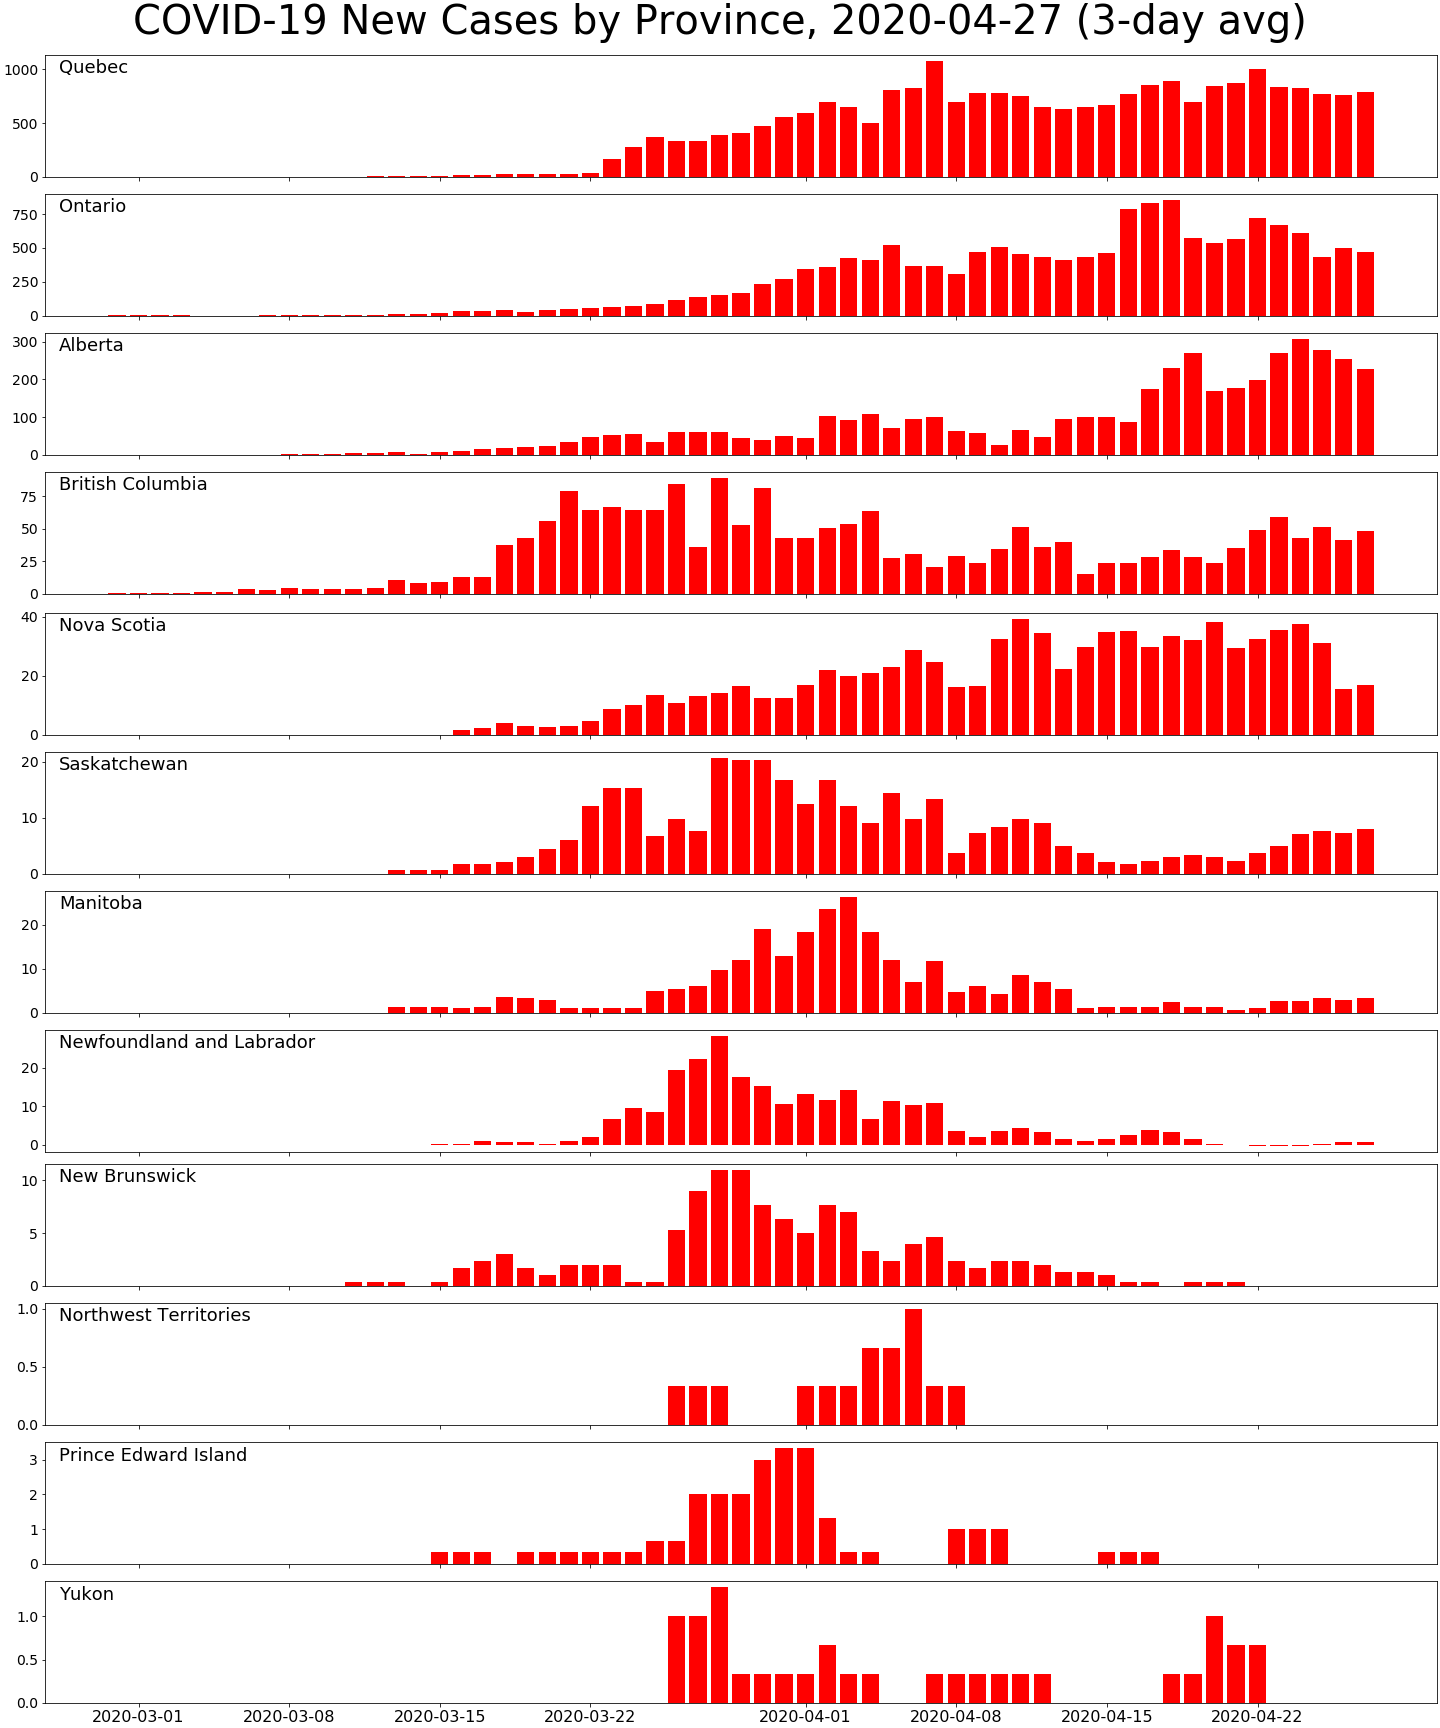 COVID-19 New Cases by Province, 2020-04-27 (3-day avg)
Quebec
1000
500
0
Ontario
750
500
250
0
Alberta
300
200
100
0
British Columbia
75
50
25
0
Nova Scotia
40
20
0
Saskatchewan
20
10
0
Manitoba
20
10
0
Newfoundland and Labrador
20
10
0
New Brunswick
10
5
0
Northwest Territories
1.0
0.5
0.0
Prince Edward Island
3
2
1
0
Yukon
1.0
0.5
0.0
2020-03-01 2020-03-08 2020-03-15 2020-03-22 2020-04-01 2020-04-08 2020-04-15 2020-04-22